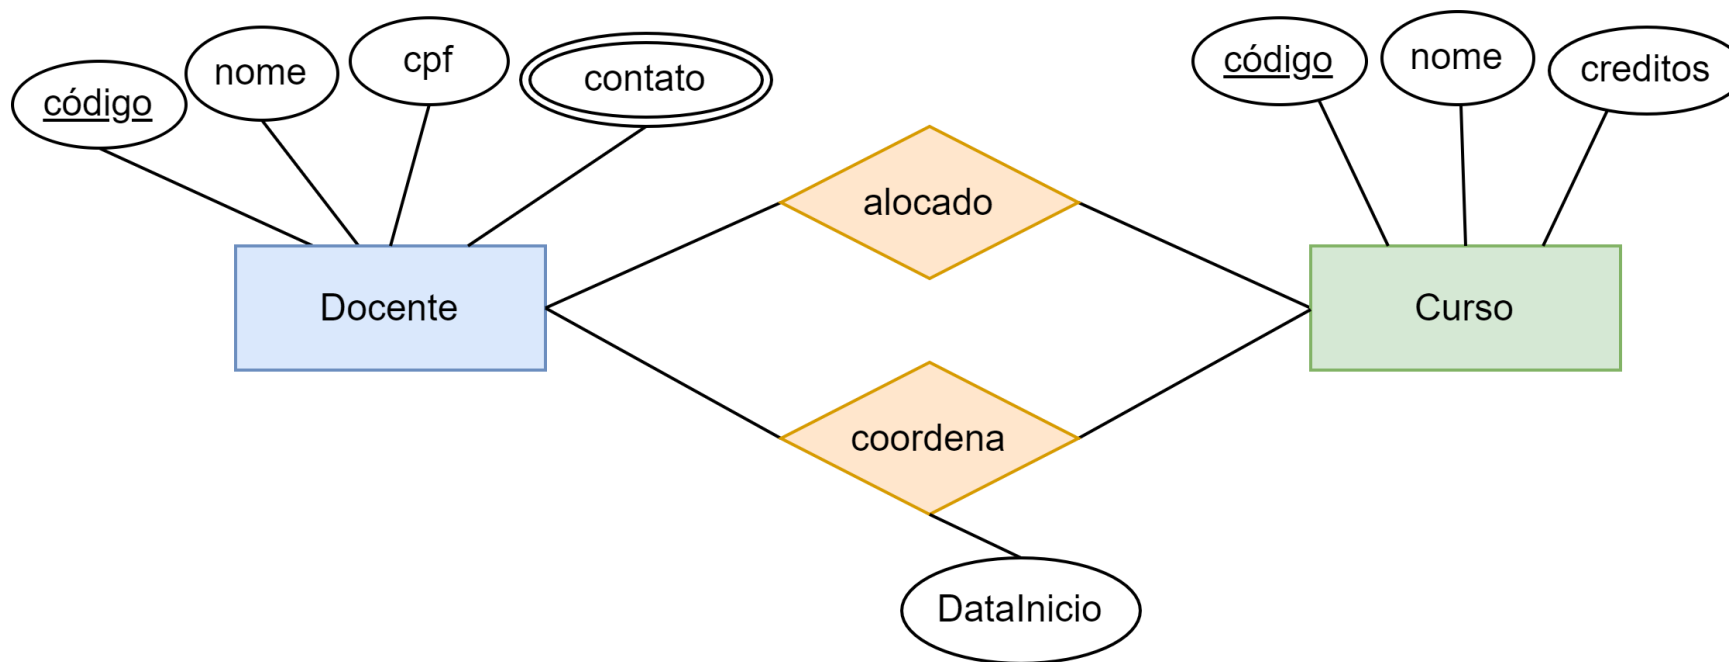 código
nome
cpf
contato
código
nome
creditos
alocado
Docente
Curso
coordena
DataInicio